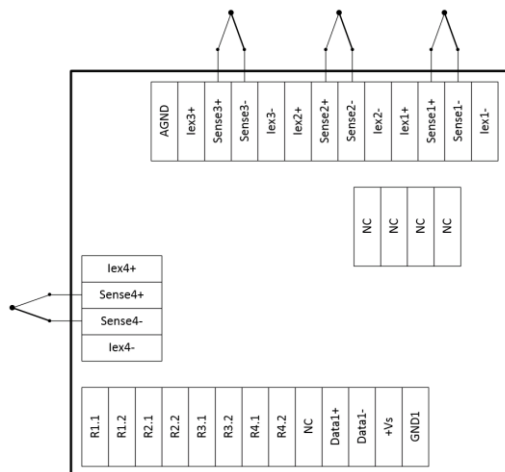 AGND
Iex3+
Sense3+
Sense3-
Iex3-
Iex2+
Sense2+
Sense2-
Iex2-
Iex1+
Sense1+
Sense1-
Iex1-
NC
NC
NC
NC
Iex4+
Sense4+
Sense4-
Iex4-
R1.1
R1.2
R2.1
R2.2
R3.1
R3.2
R4.1
R4.2
NC
Data1+
Data1-
+Vs
GND1